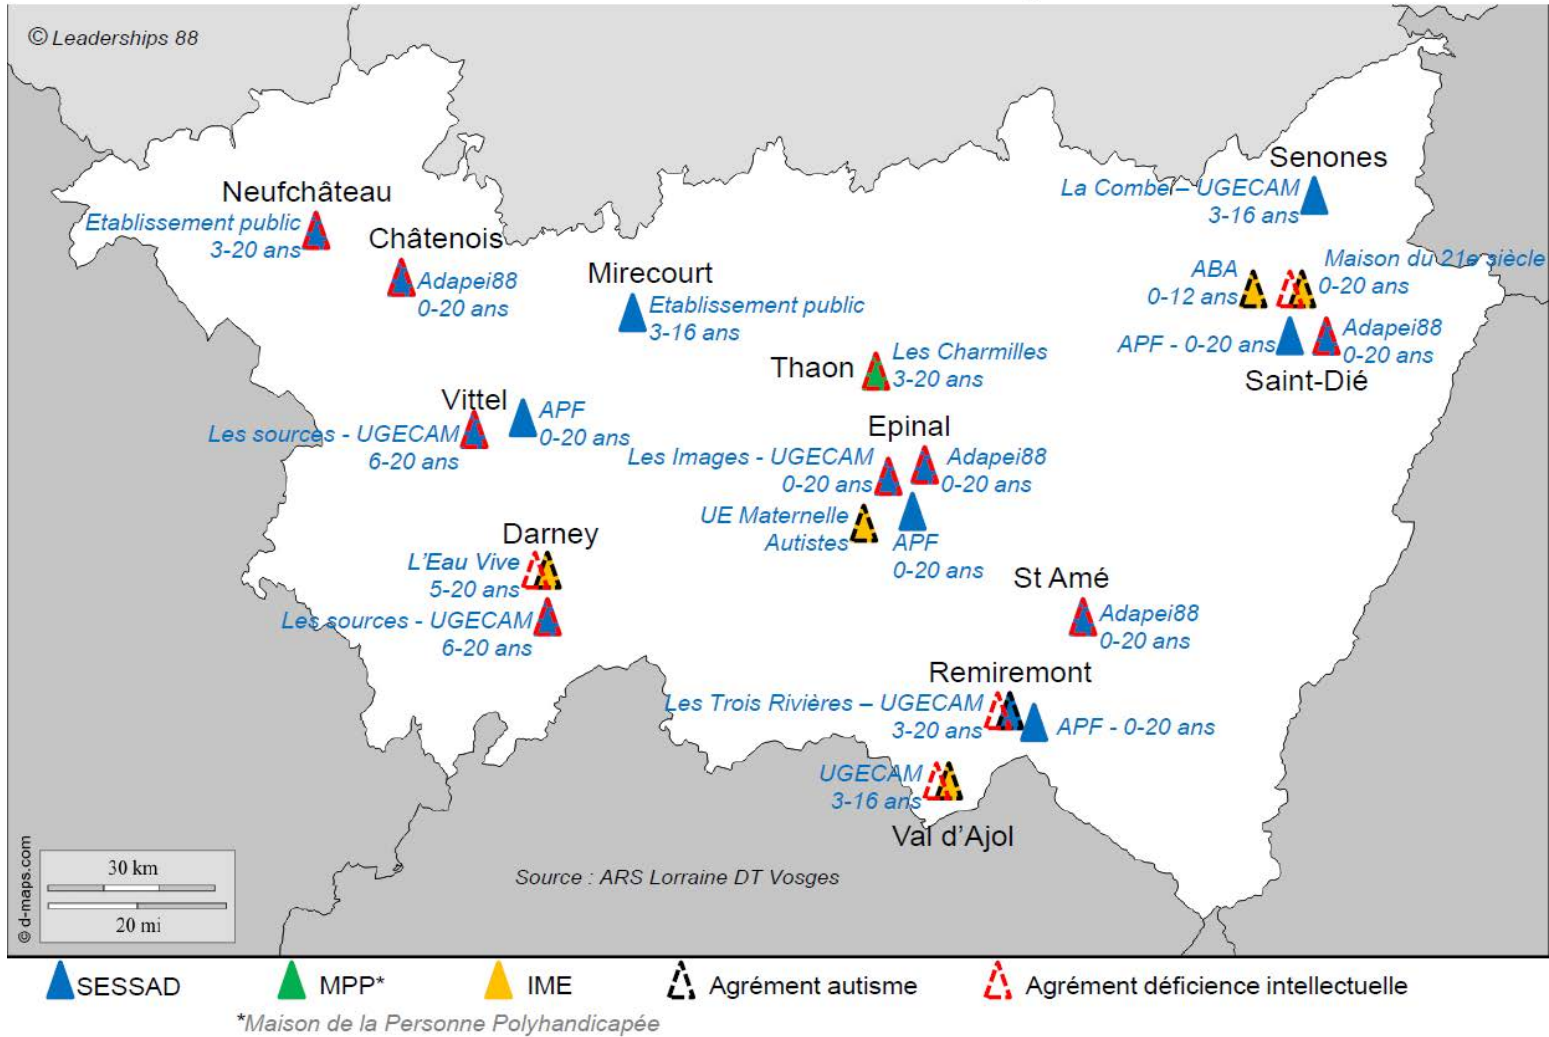 © Leaderships 88
Senones
La Combe – UGECAM
3-16 ans
Neufchâteau
Etablissement public
3-20 ans
Châtenois
Adapei88
0-20 ans
Mirecourt
Etablissement public
3-16 ans
ABA
0-12 ans
Maison du 21e siècle
0-20 ans
APF - 0-20 ans
Adapei88
0-20 ans
Saint-Dié
Thaon
Les Charmilles
3-20 ans
Vittel
Les sources - UGECAM
6-20 ans
APF
0-20 ans
Epinal
Les Images - UGECAM
0-20 ans
Adapei88
0-20 ans
UE Maternelle
Autistes
APF
0-20 ans
Darney
L'Eau Vive
5-20 ans
Les sources - UGECAM
6-20 ans
St Amé
Adapei88
0-20 ans
Remiremont
Les Trois Rivières – UGECAM
3-20 ans
APF - 0-20 ans
UGECAM
3-16 ans
Val d'Ajol
© d-maps.com
30 km
20 mi
Source : ARS Lorraine DT Vosges
SESSAD
MPP*
IME
Agrément autisme
Agrément déficience intellectuelle
*Maison de la Personne Polyhandicapée